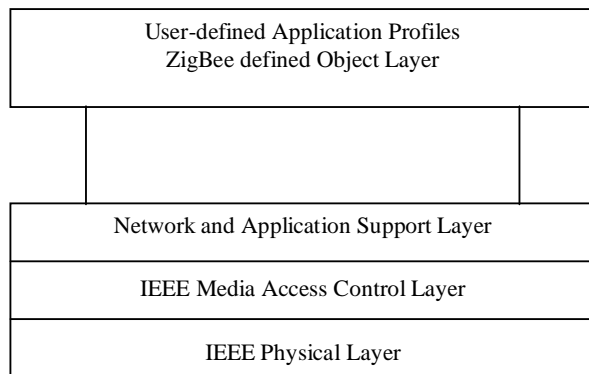 User-defined Application Profiles
ZigBee defined Object Layer
Network and Application Support Layer
IEEE Media Access Control Layer
IEEE Physical Layer